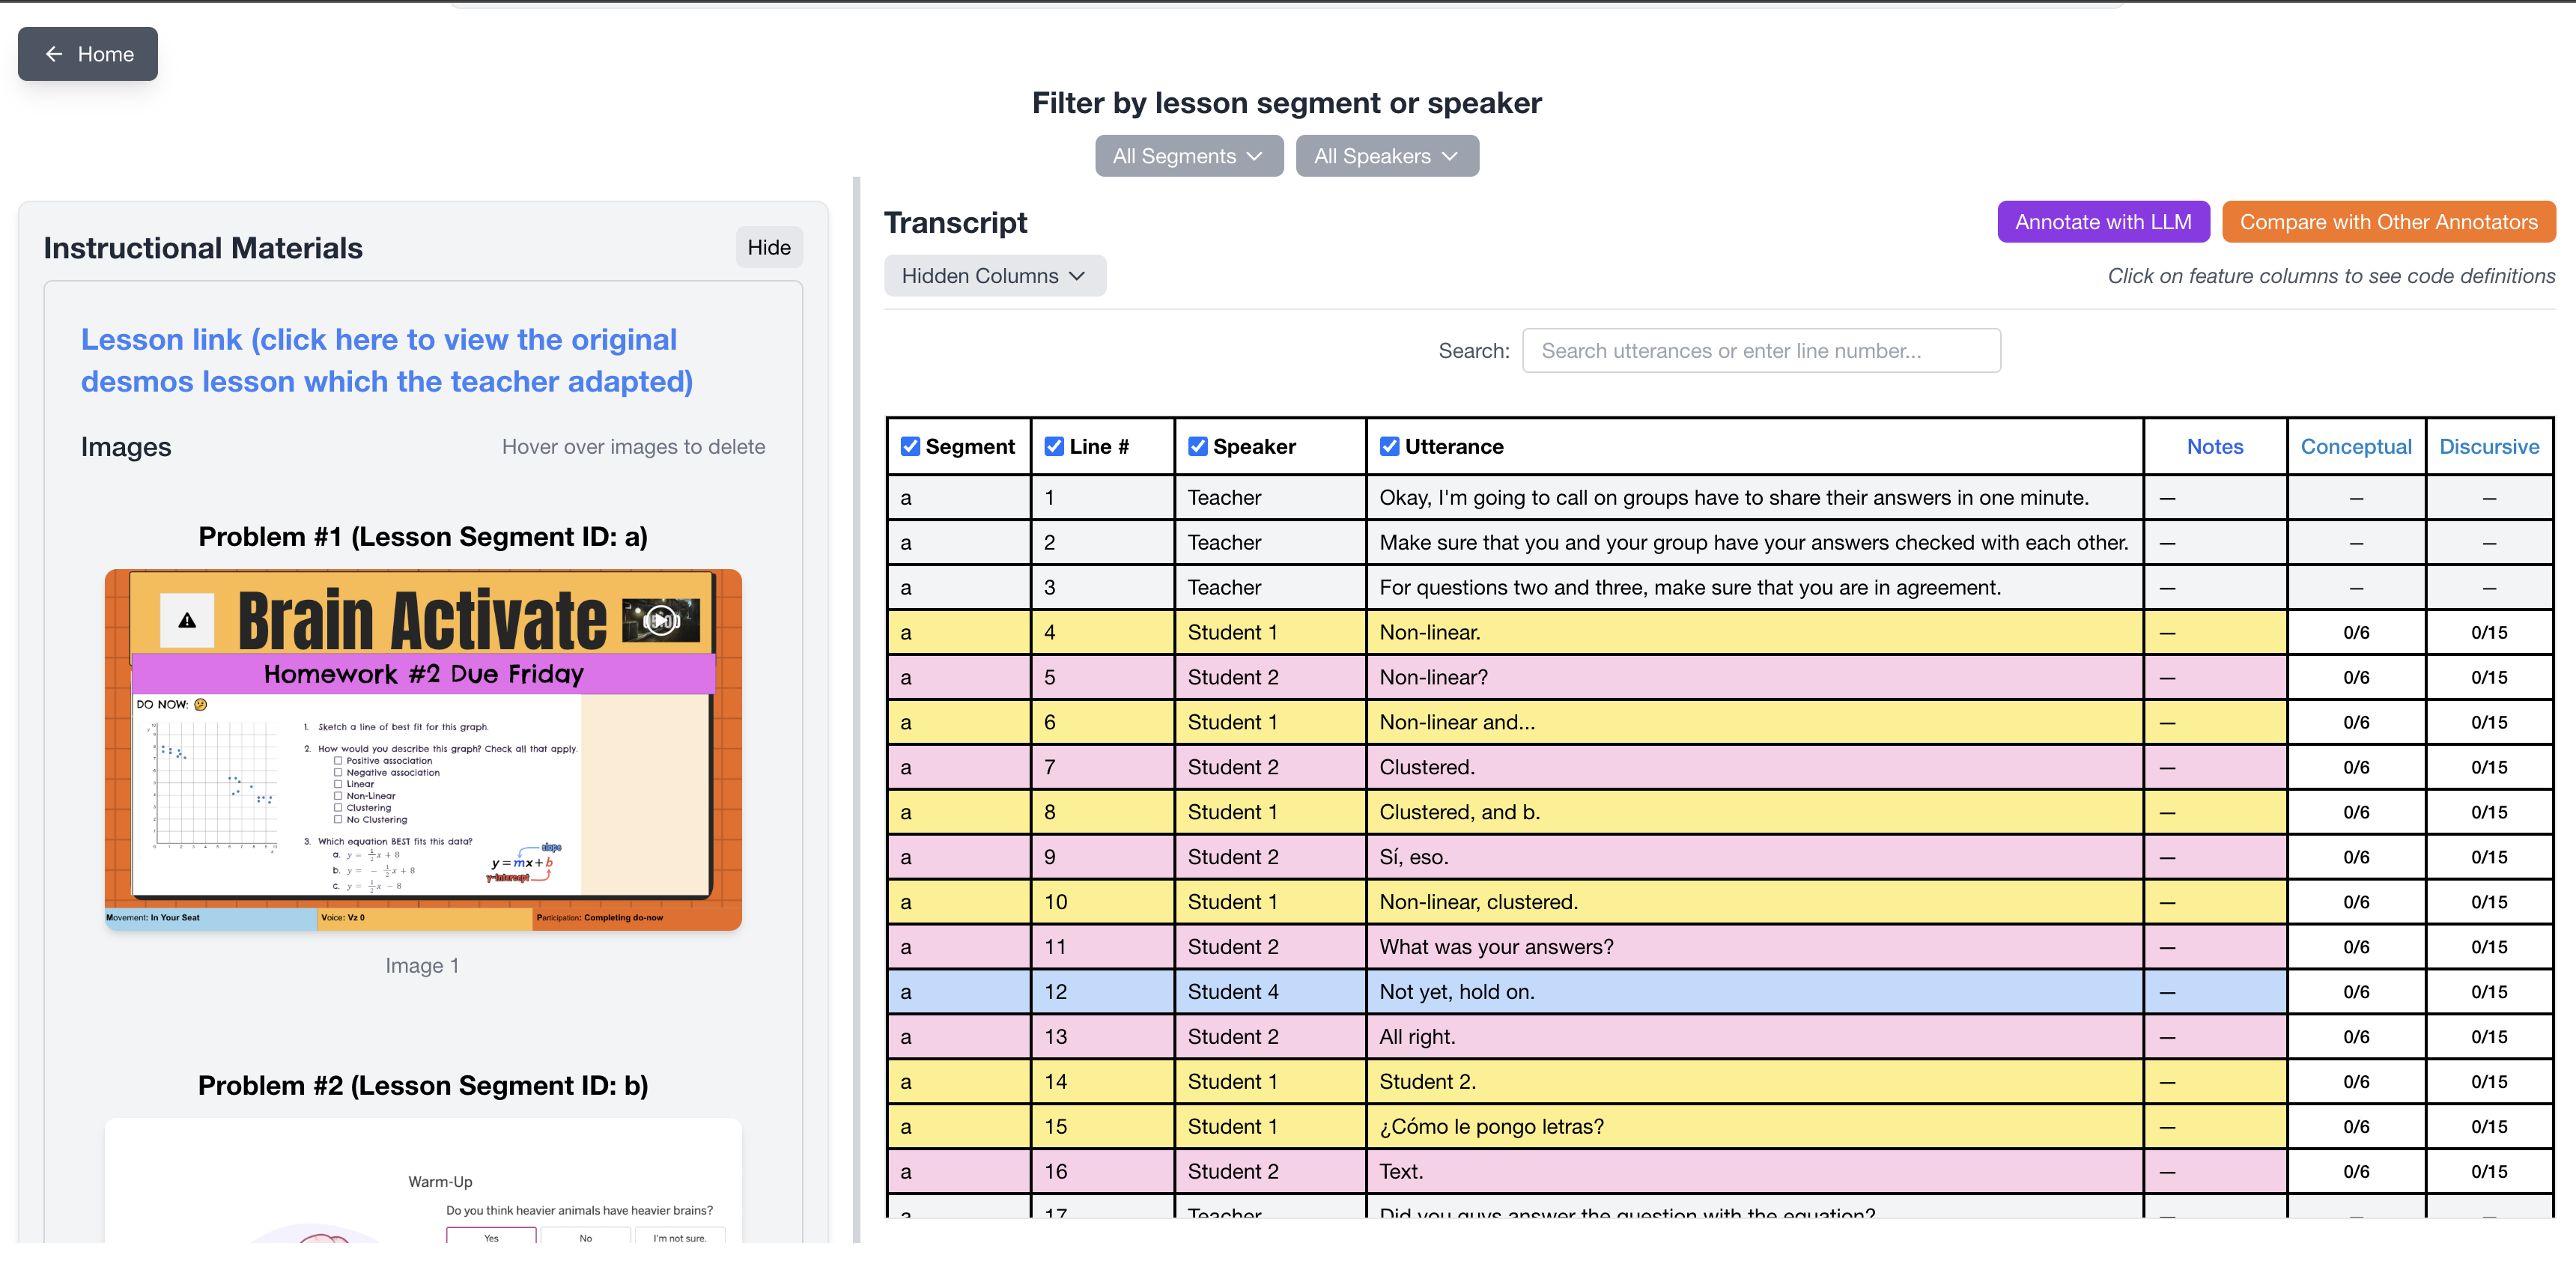 ← Home
Filter by lesson segment or speaker
All Segments
All Speakers
Instructional Materials
Hide
Lesson link (click here to view the original
desmos lesson which the teacher adapted)
Images
Hover over images to delete
Problem #1 (Lesson Segment ID: a)
Brain Activate
Homework #2 Due Friday
DO NOW:
1. Sketch a line of best fit for this graph.
2. How would you describe this graph? Check all that apply.
Positive association
Negative association
Linear
Non-Linear
Clustering
No Clustering
3. Which equation BEST fits this data?
a. y = 1/2 x + 8
b. y = - 1/2 x + 8
c. y = 1/2 x - 8
slope
y = mx + b
y-intercept
Movement: In Your Seat
Voice: Vz 0
Participation: Completing do-now
Image 1
Problem #2 (Lesson Segment ID: b)
Warm-Up
Do you think heavier animals have heavier brains?
Yes
No
I'm not sure.
Transcript
Annotate with LLM
Compare with Other Annotators
Hidden Columns
Click on feature columns to see code definitions
Search: Search utterances or enter line number...
Segment Line # Speaker Utterance Notes Conceptual Discursive
a 1 Teacher Okay, I'm going to call on groups have to share their answers in one minute. — — —
a 2 Teacher Make sure that you and your group have your answers checked with each other. — — —
a 3 Teacher For questions two and three, make sure that you are in agreement. — — —
a 4 Student 1 Non-linear. — 0/6 0/15
a 5 Student 2 Non-linear? — 0/6 0/15
a 6 Student 1 Non-linear and... — 0/6 0/15
a 7 Student 2 Clustered. — 0/6 0/15
a 8 Student 1 Clustered, and b. — 0/6 0/15
a 9 Student 2 Sí, eso. — 0/6 0/15
a 10 Student 1 Non-linear, clustered. — 0/6 0/15
a 11 Student 2 What was your answers? — 0/6 0/15
a 12 Student 4 Not yet, hold on. — 0/6 0/15
a 13 Student 2 All right. — 0/6 0/15
a 14 Student 1 Student 2. — 0/6 0/15
a 15 Student 1 ¿Cómo le pongo letras? — 0/6 0/15
a 16 Student 2 Text. — 0/6 0/15
a 17 Teacher Did you guys answer the question with the equation? — — —